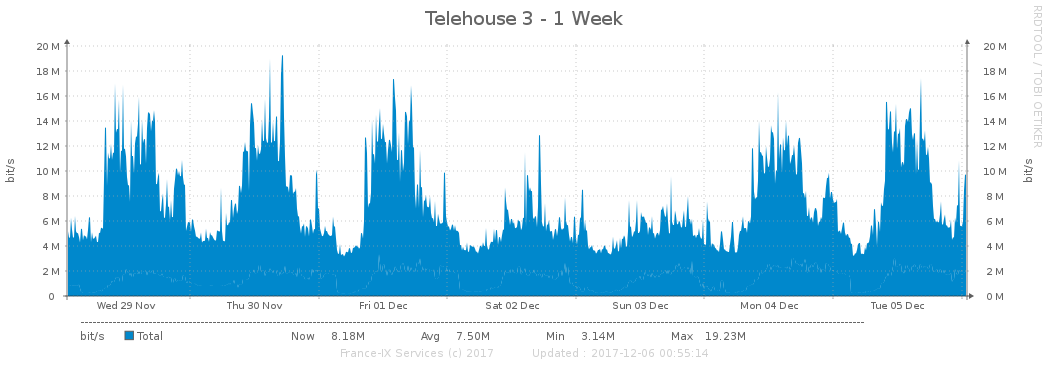 Telehouse 3 - 1 Week
RRDTOOL / TOBI OETIKER
bit/s
20 M 20 M
18 M 18 M
16 M 16 M
14 M 14 M
12 M 12 M
10 M 10 M
8 M 8 M
6 M 6 M
4 M 4 M
2 M 2 M
0 0 M
bit/s
Wed 29 Nov Thu 30 Nov Fri 01 Dec Sat 02 Dec Sun 03 Dec Mon 04 Dec Tue 05 Dec
bit/s Total Now 8.18M Avg 7.50M Min 3.14M Max 19.23M
France-IX Services (c) 2017 Updated : 2017-12-06 00:55:14